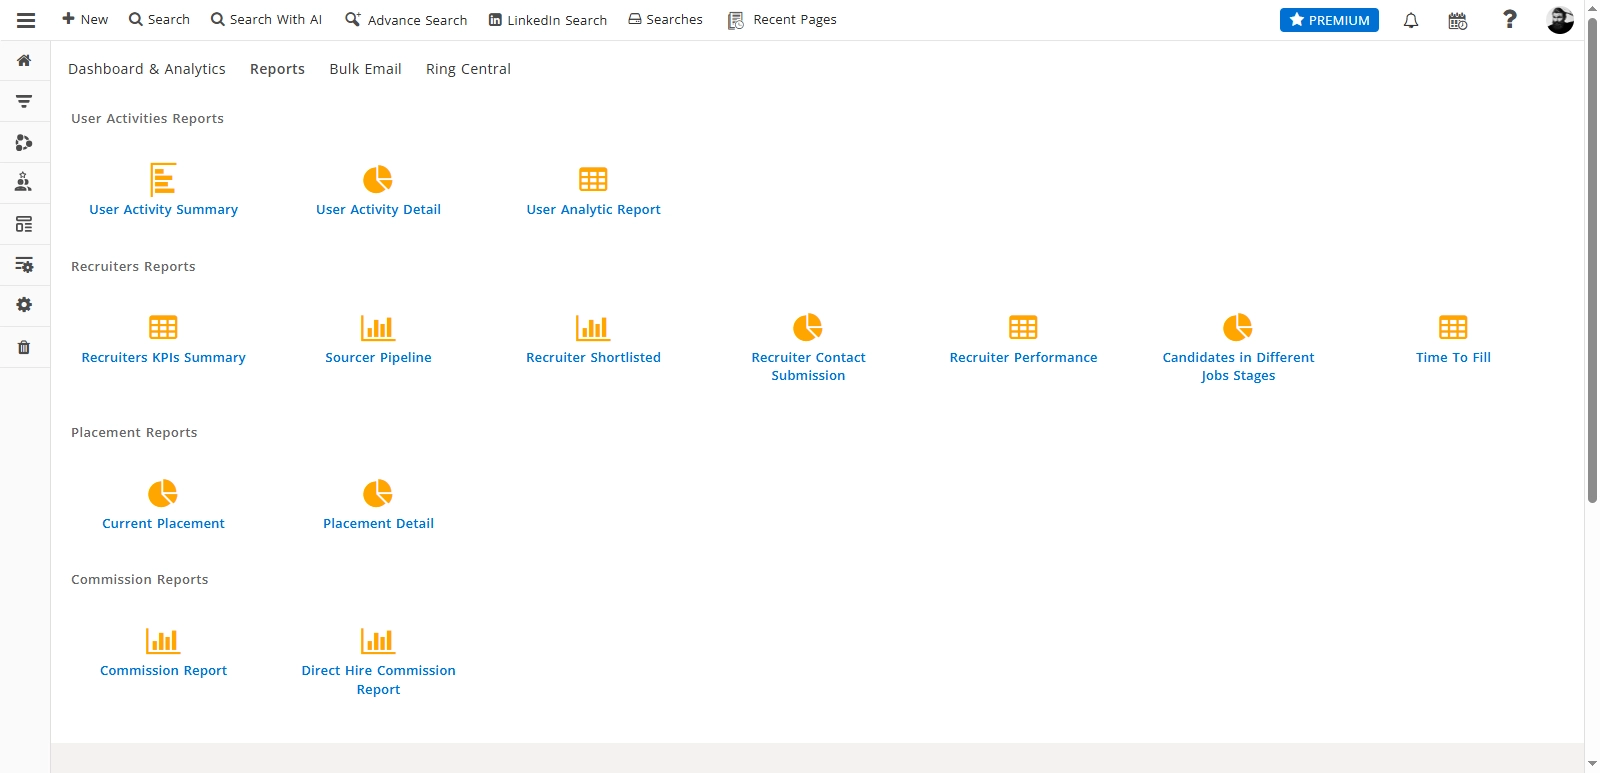 New Search Search With AI Advance Search LinkedIn Search Searches Recent Pages PREMIUM ?
Dashboard & Analytics Reports Bulk Email Ring Central
User Activities Reports
User Activity Summary User Activity Detail User Analytic Report
Recruiters Reports
Recruiters KPIs Summary Sourcer Pipeline Recruiter Shortlisted Recruiter Contact Recruiter Performance Candidates in Different Time To Fill
Submission Jobs Stages
Placement Reports
Current Placement Placement Detail
Commission Reports
Commission Report Direct Hire Commission
Report